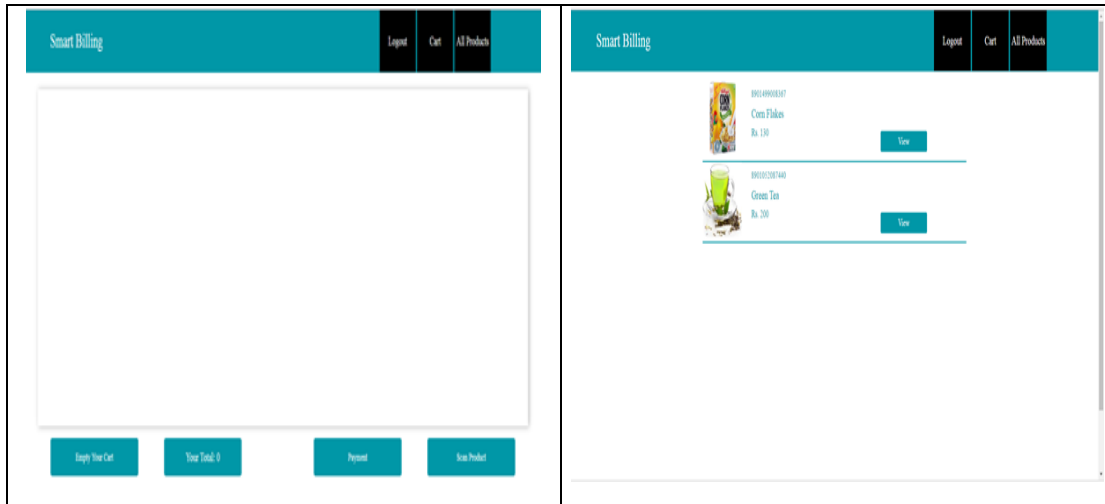 Smart Billing
Logout Cart All Products
Empty Your Cart Your Total: 0 Payment Scan Product
Smart Billing
Logout Cart All Products
8901499008367
Corn Flakes
Rs. 130
View
8901052087440
Green Tea
Rs. 200
View